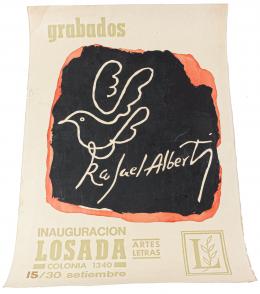 grabados
Rafael Alberti
INAUGURACION
LOSADA
COLONIA 1340
15/30 setiembre
ARTES
LETRAS
L